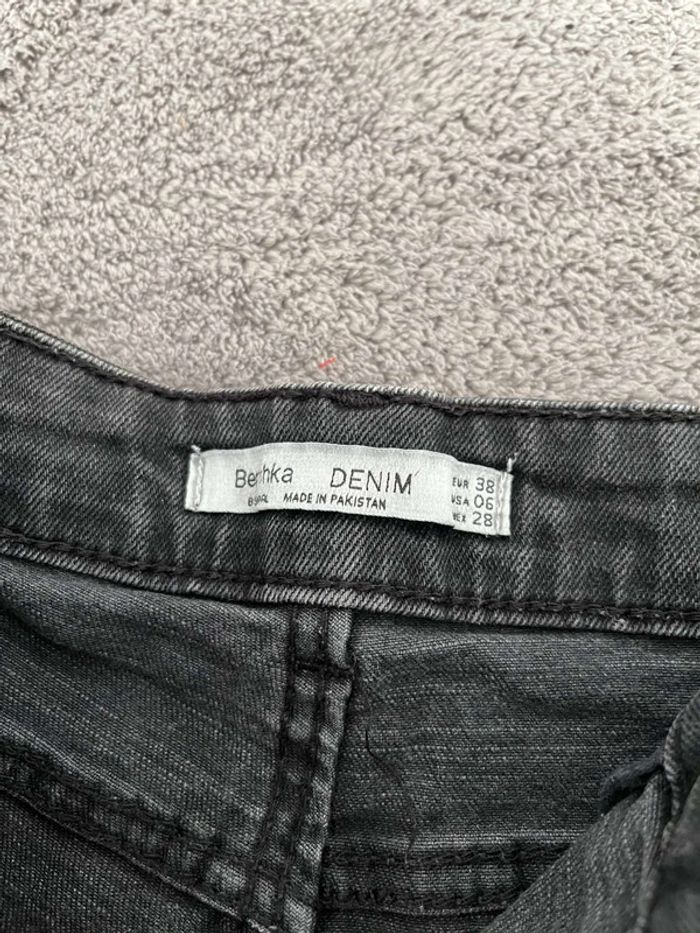 Bershka DENIM
MADE IN PAKISTAN
EUR 38
USA 06
MEX 28